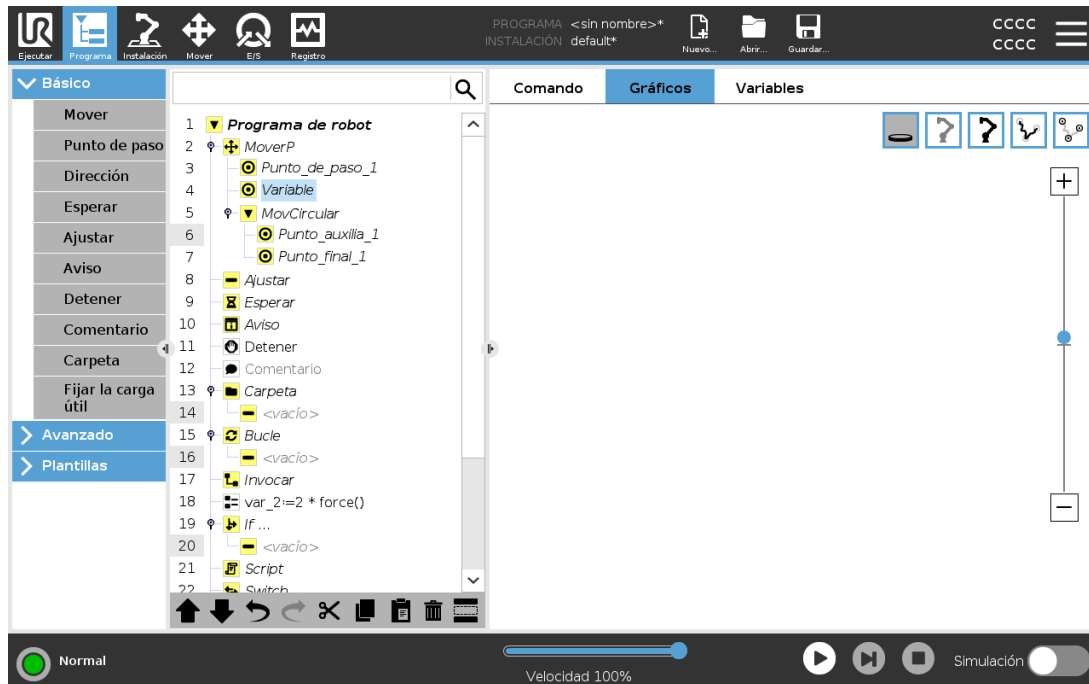 PROGRAMA <sin nombre>*
INSTALACIÓN default*
CCCC
CCCC
Ejecutar
Programa
Instalación
Mover
E/S
Registro
Nuevo...
Abrir...
Guardar...
Básico
Mover
Punto de paso
Dirección
Esperar
Ajustar
Aviso
Detener
Comentario
Carpeta
Fijar la carga
útil
Avanzado
Plantillas
1 Programa de robot
2 MoverP
3 Punto_de_paso_1
4 Variable
5 MovCircular
6 Punto_auxilia_1
7 Punto_final_1
8 Ajustar
9 Esperar
10 Aviso
11 Detener
12 Comentario
13 Carpeta
14 <vacío>
15 Bucle
16 <vacío>
17 Invocar
18 var_2:=2 * force()
19 If ...
20 <vacío>
21 Script
22 Switch
Comando
Gráficos
Variables
Normal
Velocidad 100%
Simulación